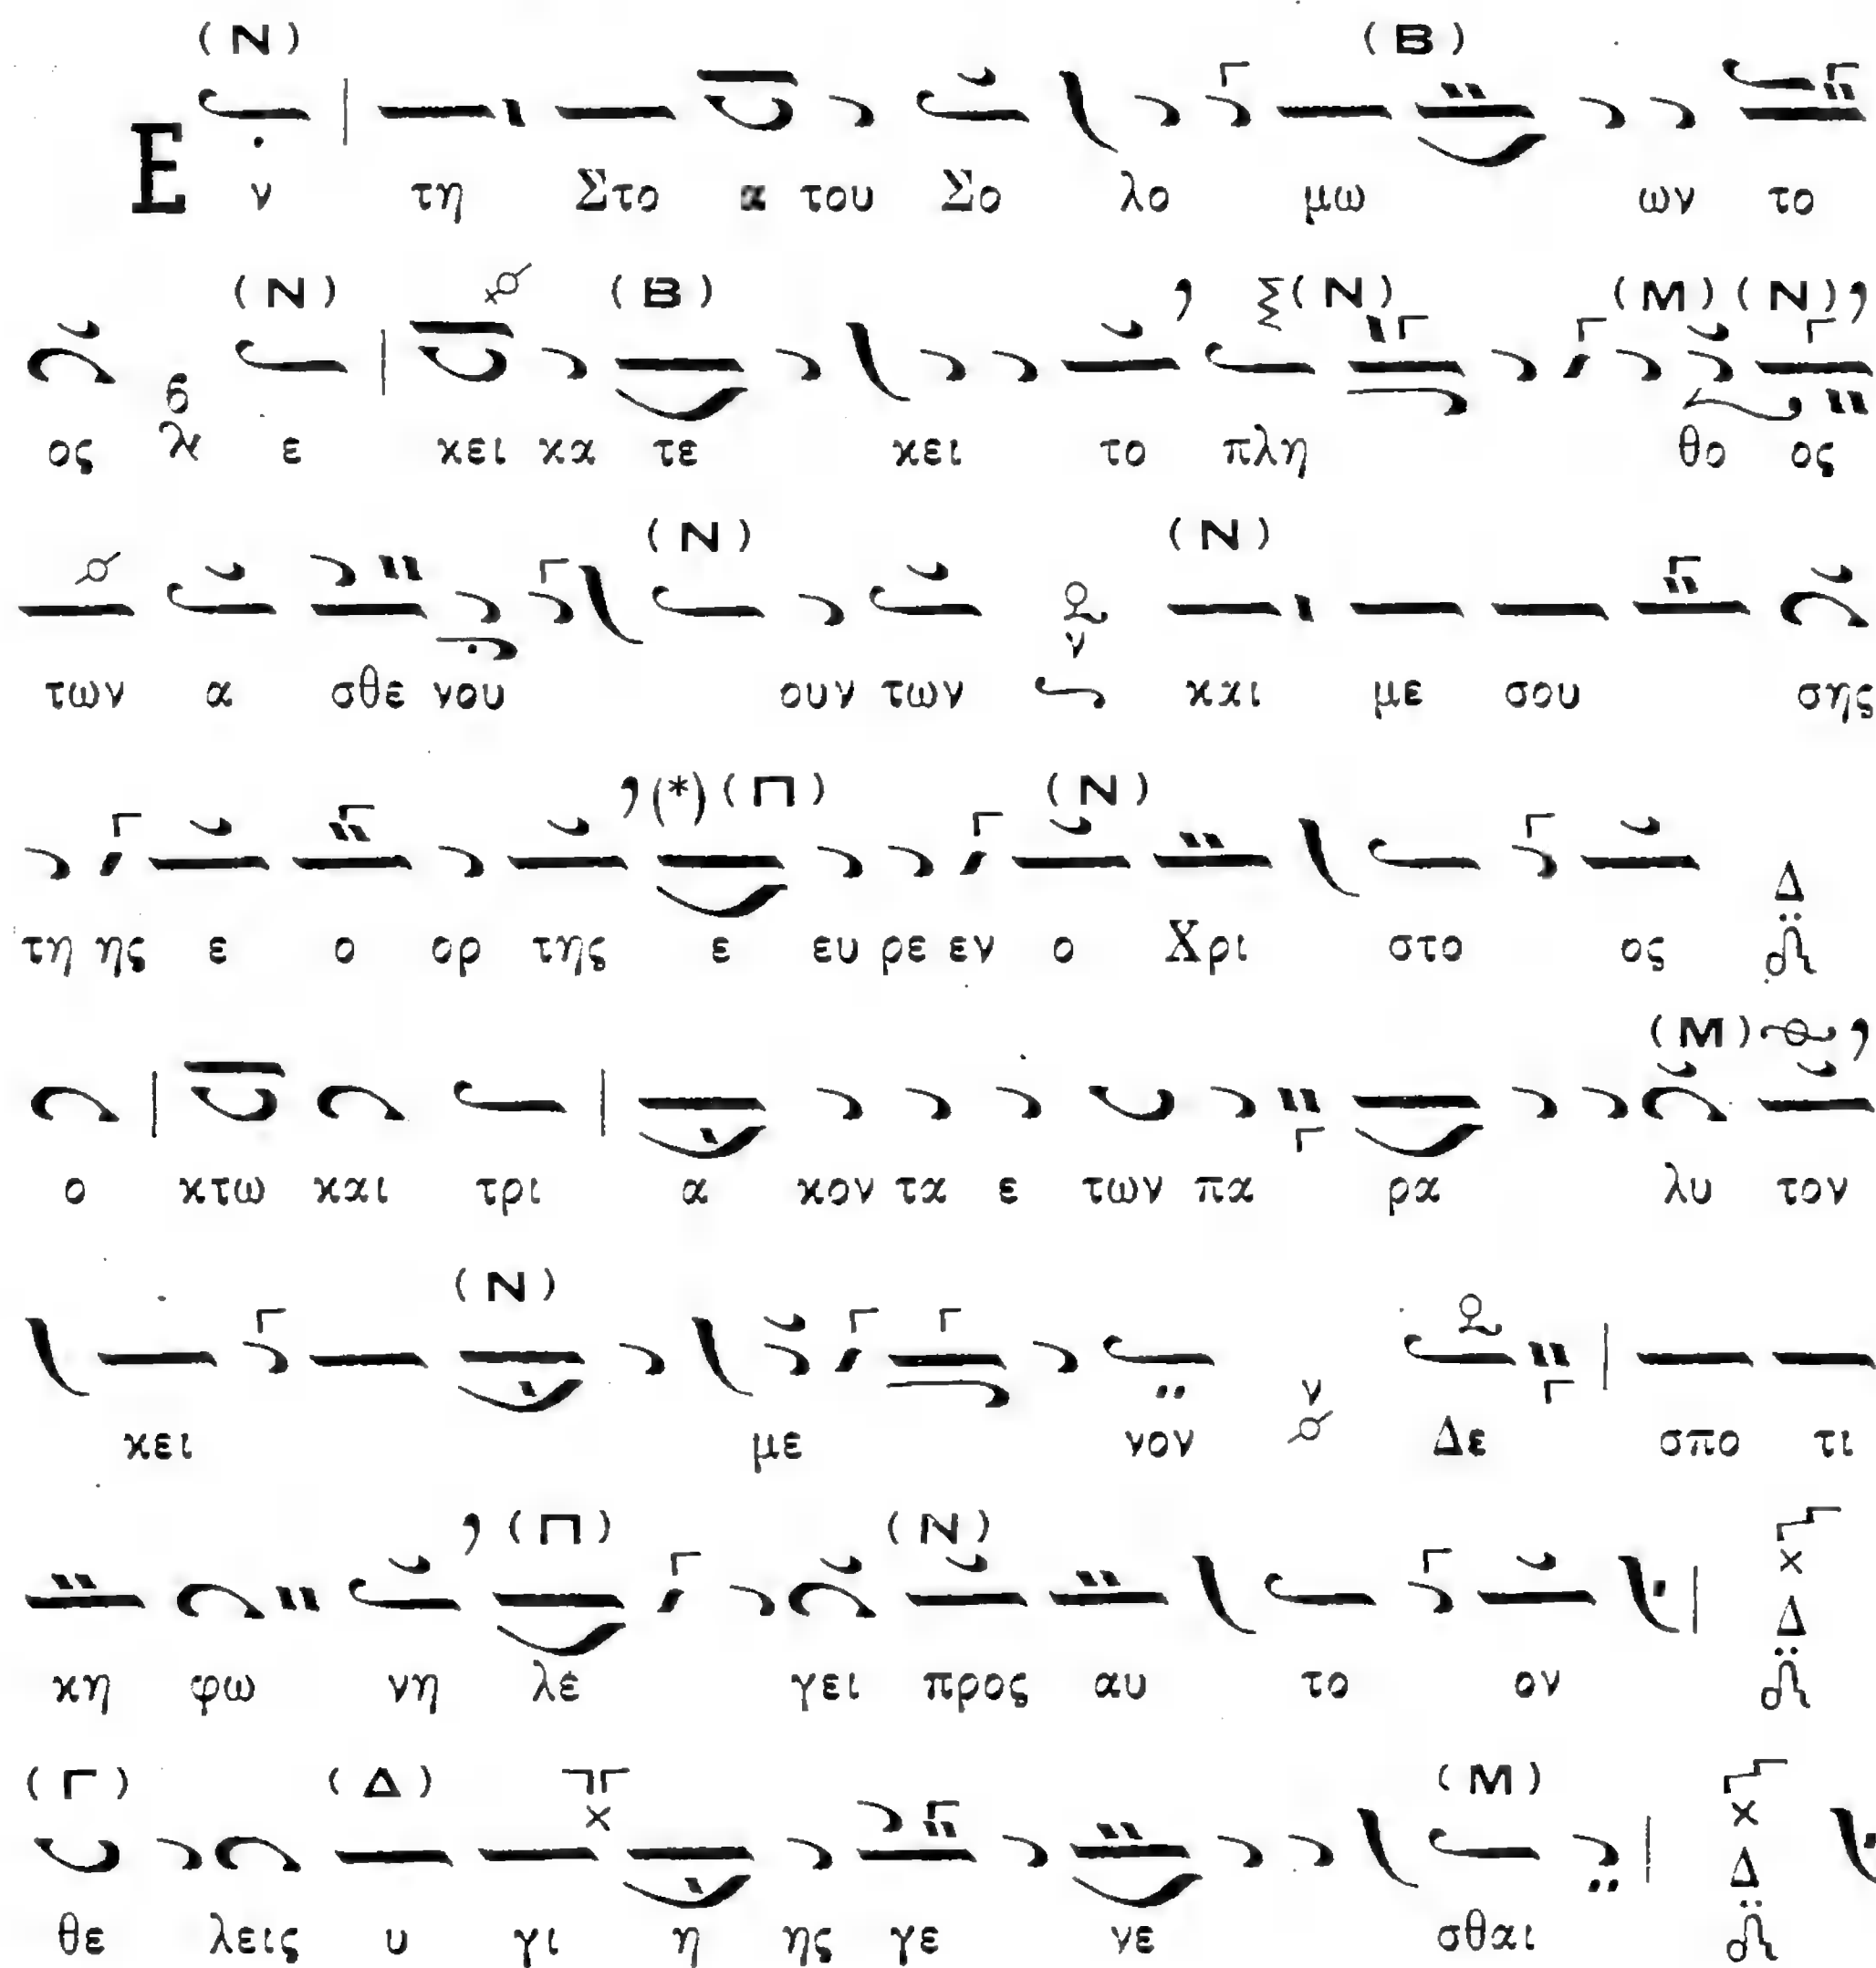 (Ν) (Β)
Ε ν τη Στο α του Σο λο μω ων το
(Ν) (Β) (Ν) (Μ) (Ν)
ος ε κει κα τε κει το πλη θο ος
(Ν) (Ν)
των α σθε νου ουν των και με σου σης
(*) (Π) (Ν)
τη ης ε ο ορ της ε ευ ρε εν ο Χρι στο ος Δ
(Μ)
ο κτω και τρι α κον τα ε των πα ρα λυ τον
(Ν)
κει με νον Δε σπο τι
(Π) (Ν)
κη φω νη λε γει προς αυ το ον Δ
(Γ) (Δ) (Μ)
θε λεις υ γι η ης γε νε σθαι Δ